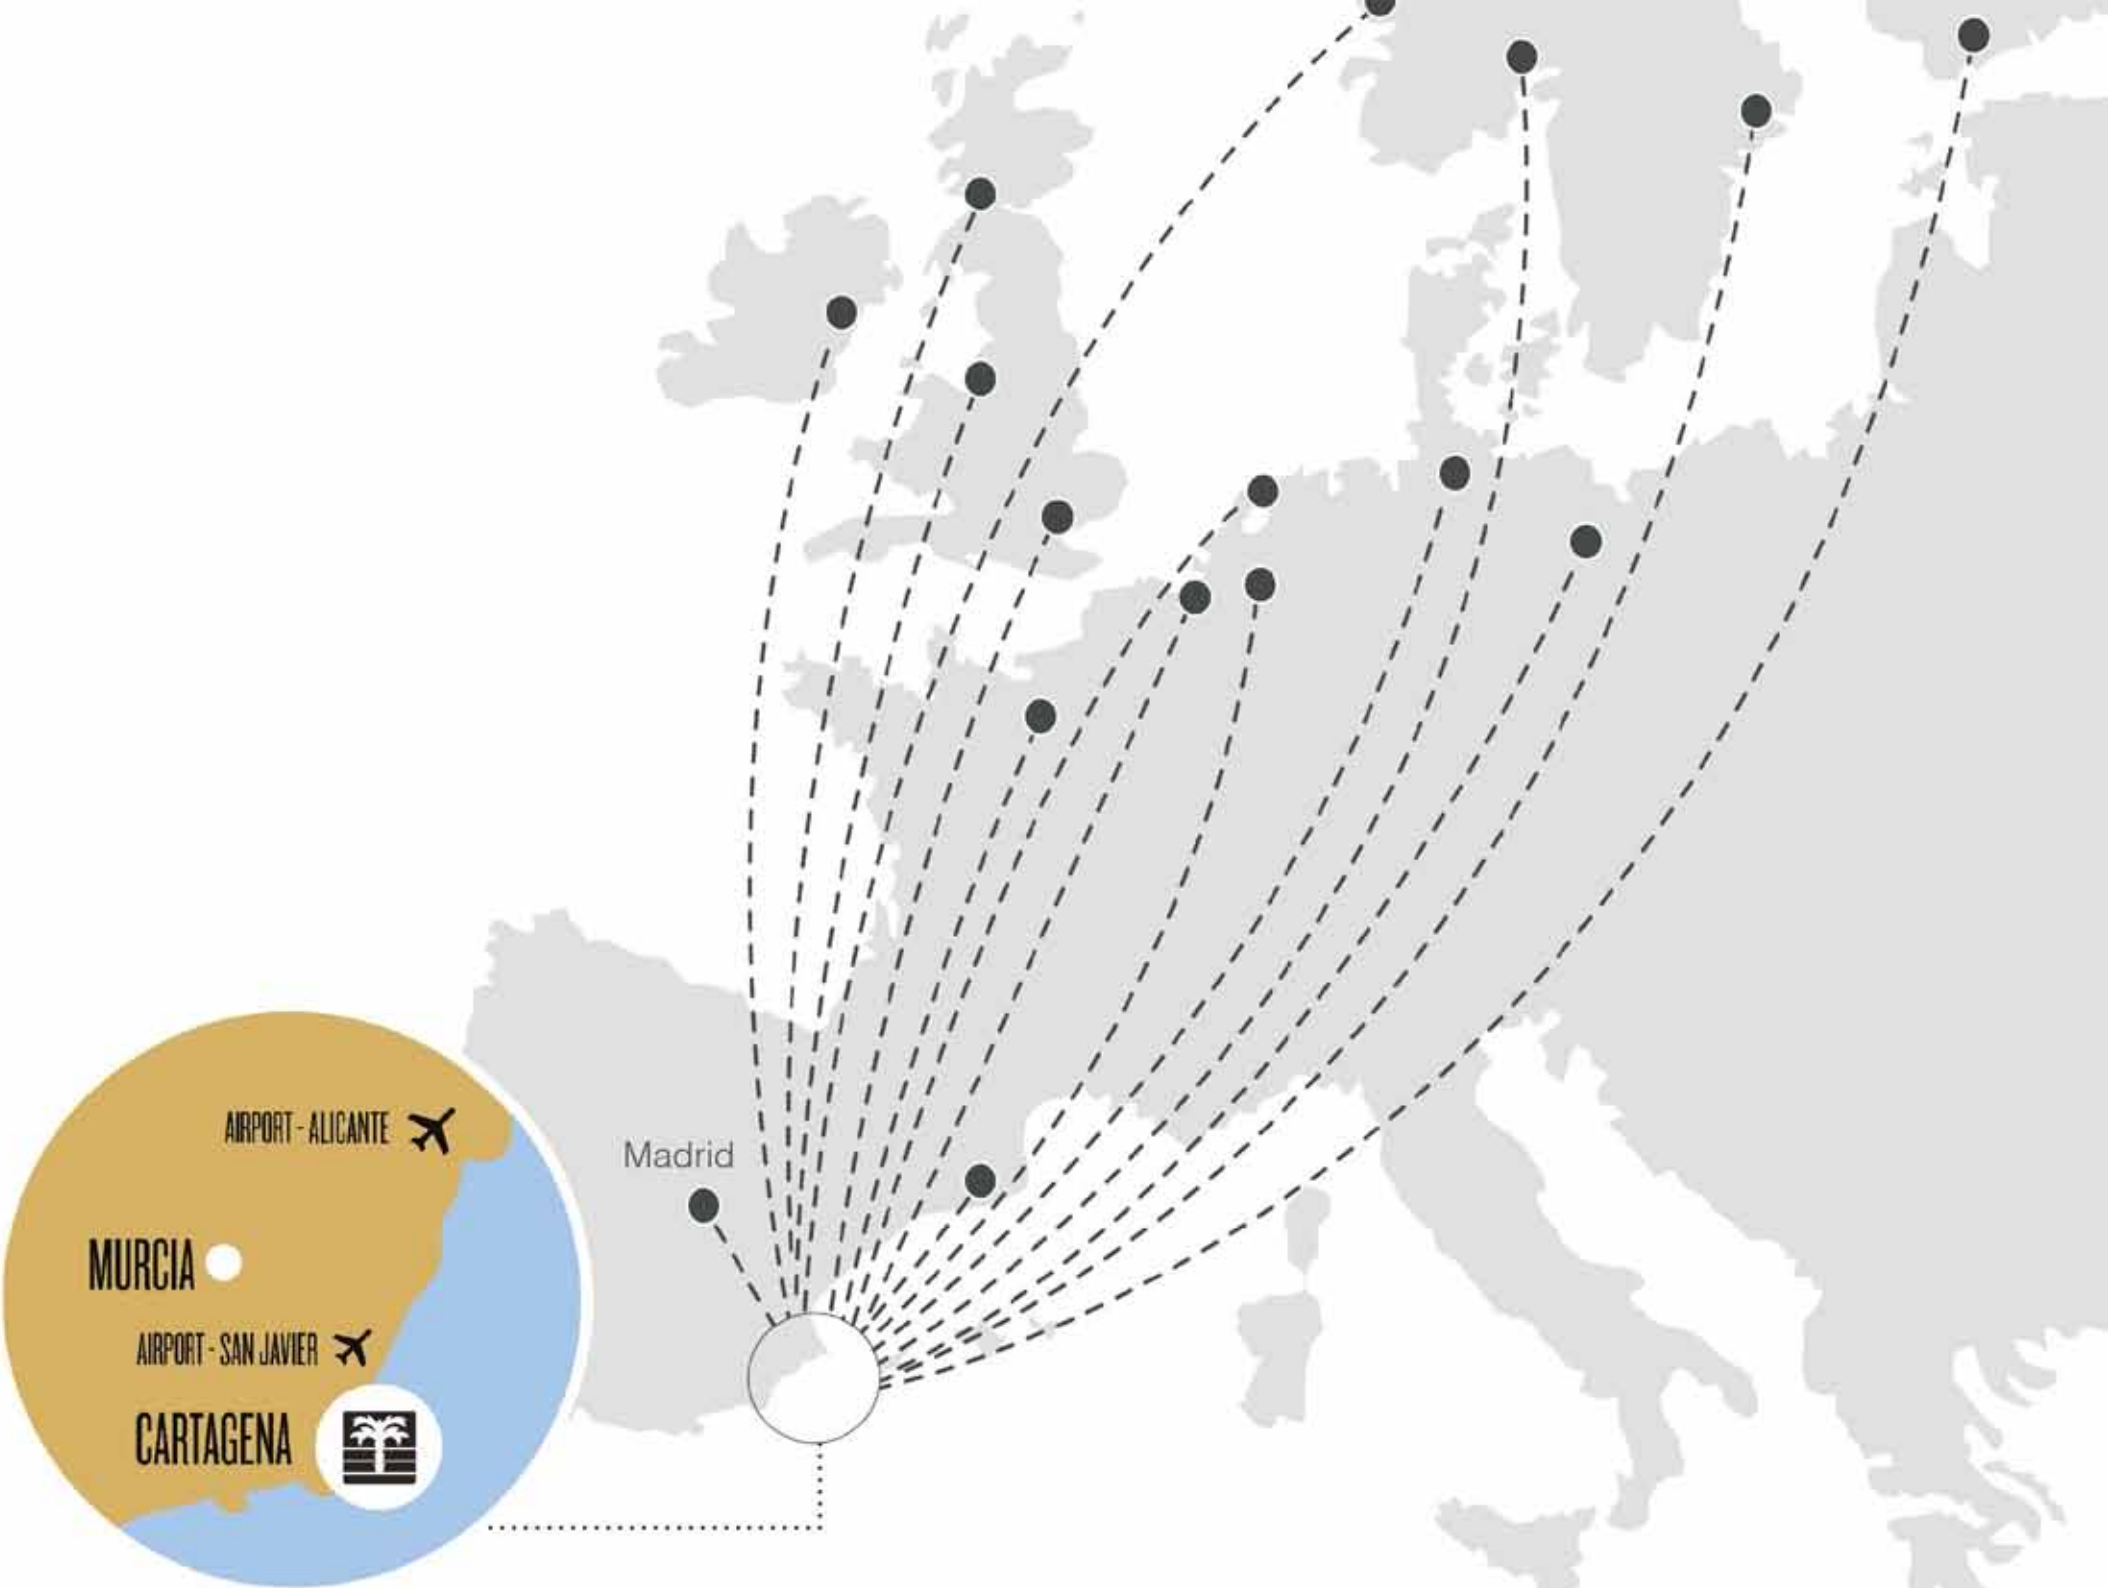 Madrid
AIRPORT - ALICANTE
MURCIA
AIRPORT - SAN JAVIER
CARTAGENA